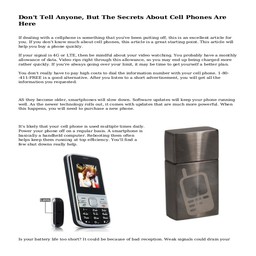 Don't Tell Anyone, But The Secrets About Cell Phones Are
Here
If dealing with a cellphone is something that you've been putting off, this is an excellent article for
you. If you don't know much about cell phones, this article is a great starting point. This article will
help you buy a phone quickly.
If your signal is 4G or LTE, then be mindful about your video watching. You probably have a monthly
allowance of data. Video rips right through this allowance, so you may end up being charged more
rather quickly. If you're always going over your limit, it may be time to get yourself a better plan.
You don't really have to pay high costs to dial the information number with your cell phone. 1-80-
411-FREE is a good alternative. After you listen to a short advertisement, you will get all the
information you requested.
As they become older, smartphones will slow down. Software updates will keep your phone running
well. As the newer technology rolls out, it comes with updates that are much more powerful. When
this happens, you will need to purchase a new phone.
It's likely that your cell phone is used multiple times daily.
Power your phone off on a regular basis. A smartphone is
basically a handheld computer. Rebooting them often
helps keep them running at top efficiency. You'll find a
few shut downs really help.
Is your battery life too short? It could be because of bad reception. Weak signals could drain your